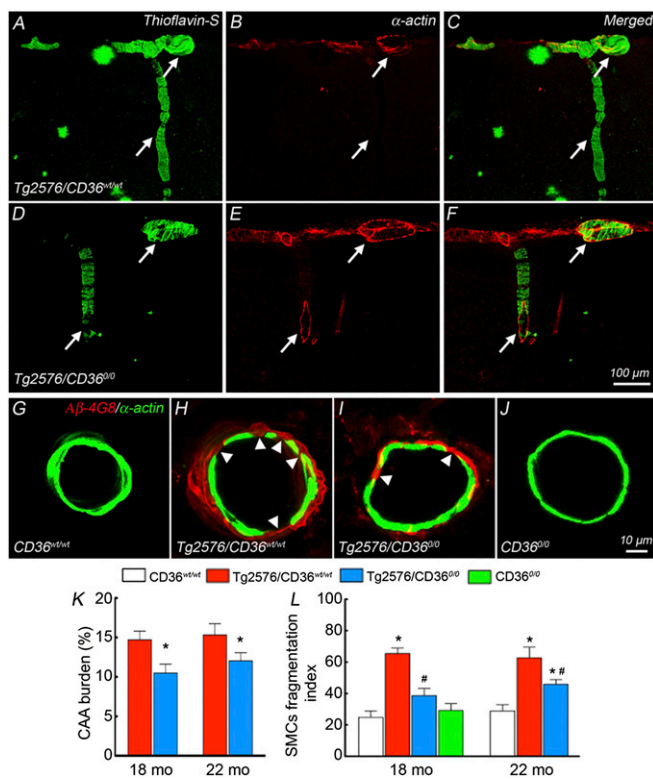 A Thioflavin-S
B α-actin
C Merged
Tg2576/CD36wt/wt
D
E
F
Tg2576/CD360/0
100 µm
Aβ-4G8/α-actin
G
H
I
J
CD36wt/wt
Tg2576/CD36wt/wt
Tg2576/CD360/0
CD360/0
10 µm
CD36wt/wt Tg2576/CD36wt/wt Tg2576/CD360/0 CD360/0
K
CAA burden (%)
20
15
10
5
0
* *
18 mo 22 mo
L
SMCs fragmentation index
100
80
60
40
20
0
* # * * #
18 mo 22 mo